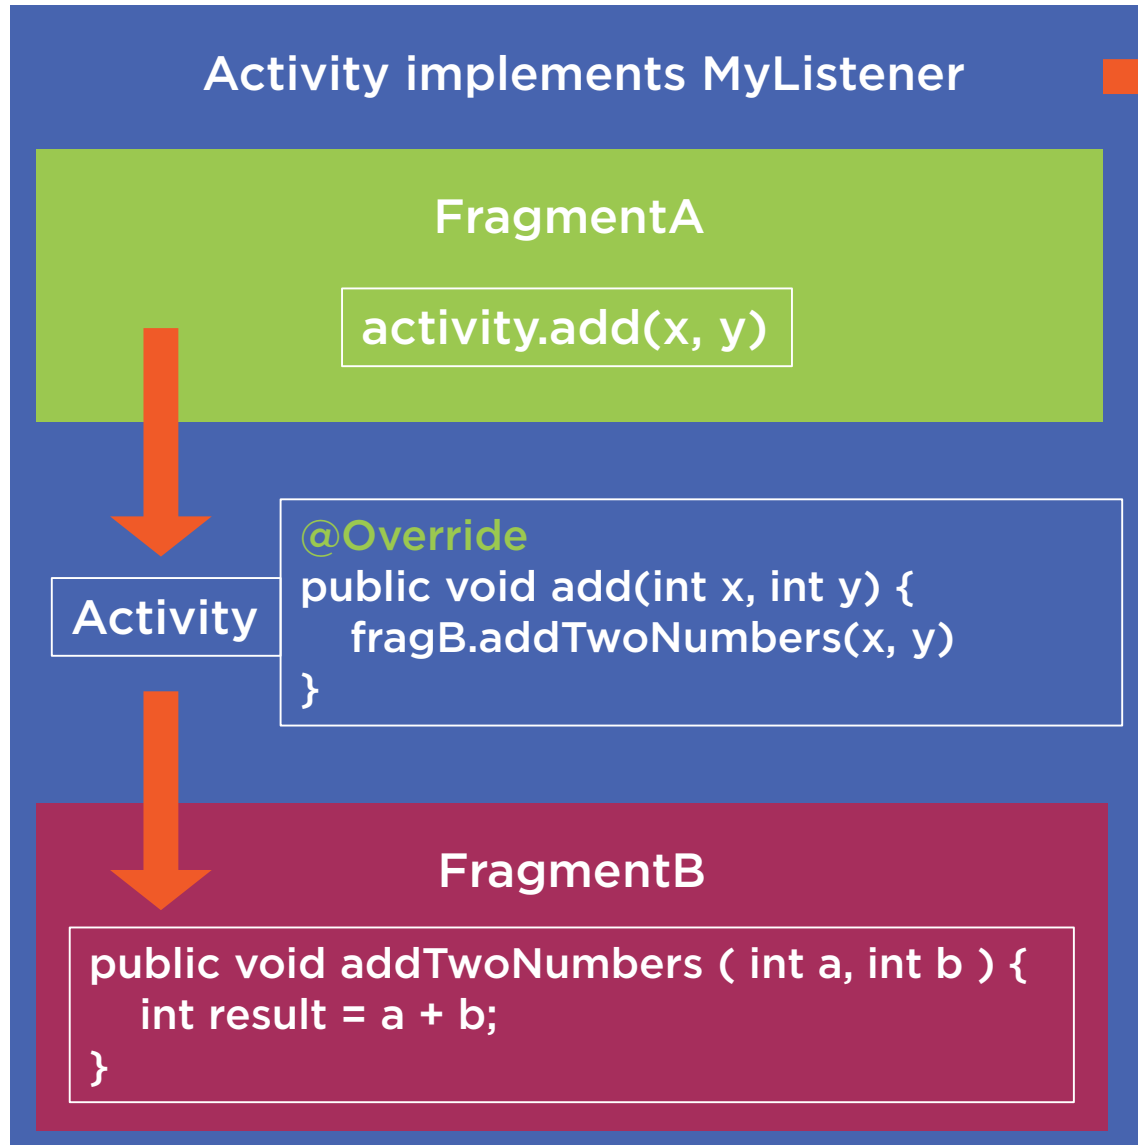 Activity implements MyListener
FragmentA
activity.add(x, y)
Activity
@Override
public void add(int x, int y) {
fragB.addTwoNumbers(x, y)
}
FragmentB
public void addTwoNumbers ( int a, int b ) {
int result = a + b;
}